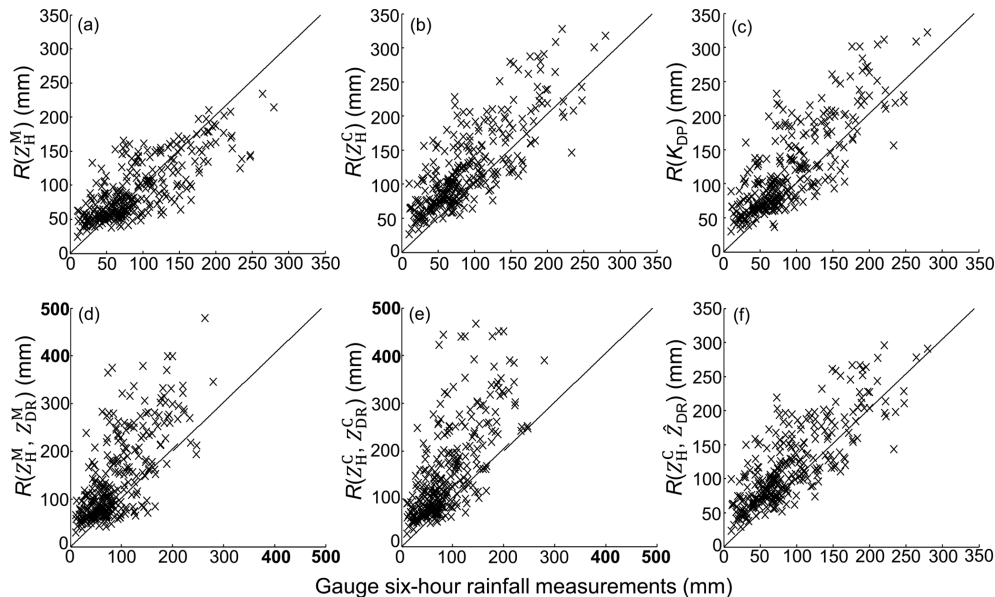 (a)
R(Z_H^M) (mm)
350
300
250
200
150
100
50
0
0 50 100 150 200 250 300 350
(b)
R(Z_H^C) (mm)
350
300
250
200
150
100
50
0
0 50 100 150 200 250 300 350
(c)
R(K_DP) (mm)
350
300
250
200
150
100
50
0
50 100 150 200 250 300 350
(d)
R(Z_H^M, Z_DR^M) (mm)
500
400
300
200
100
0
0 100 200 300 400 500
(e)
R(Z_H^C, Z_DR^C) (mm)
500
400
300
200
100
0
0 100 200 300 400 500
(f)
R(Z_H^C, Ẑ_DR) (mm)
350
300
250
200
150
100
50
0
0 50 100 150 200 250 300 350
Gauge six-hour rainfall measurements (mm)